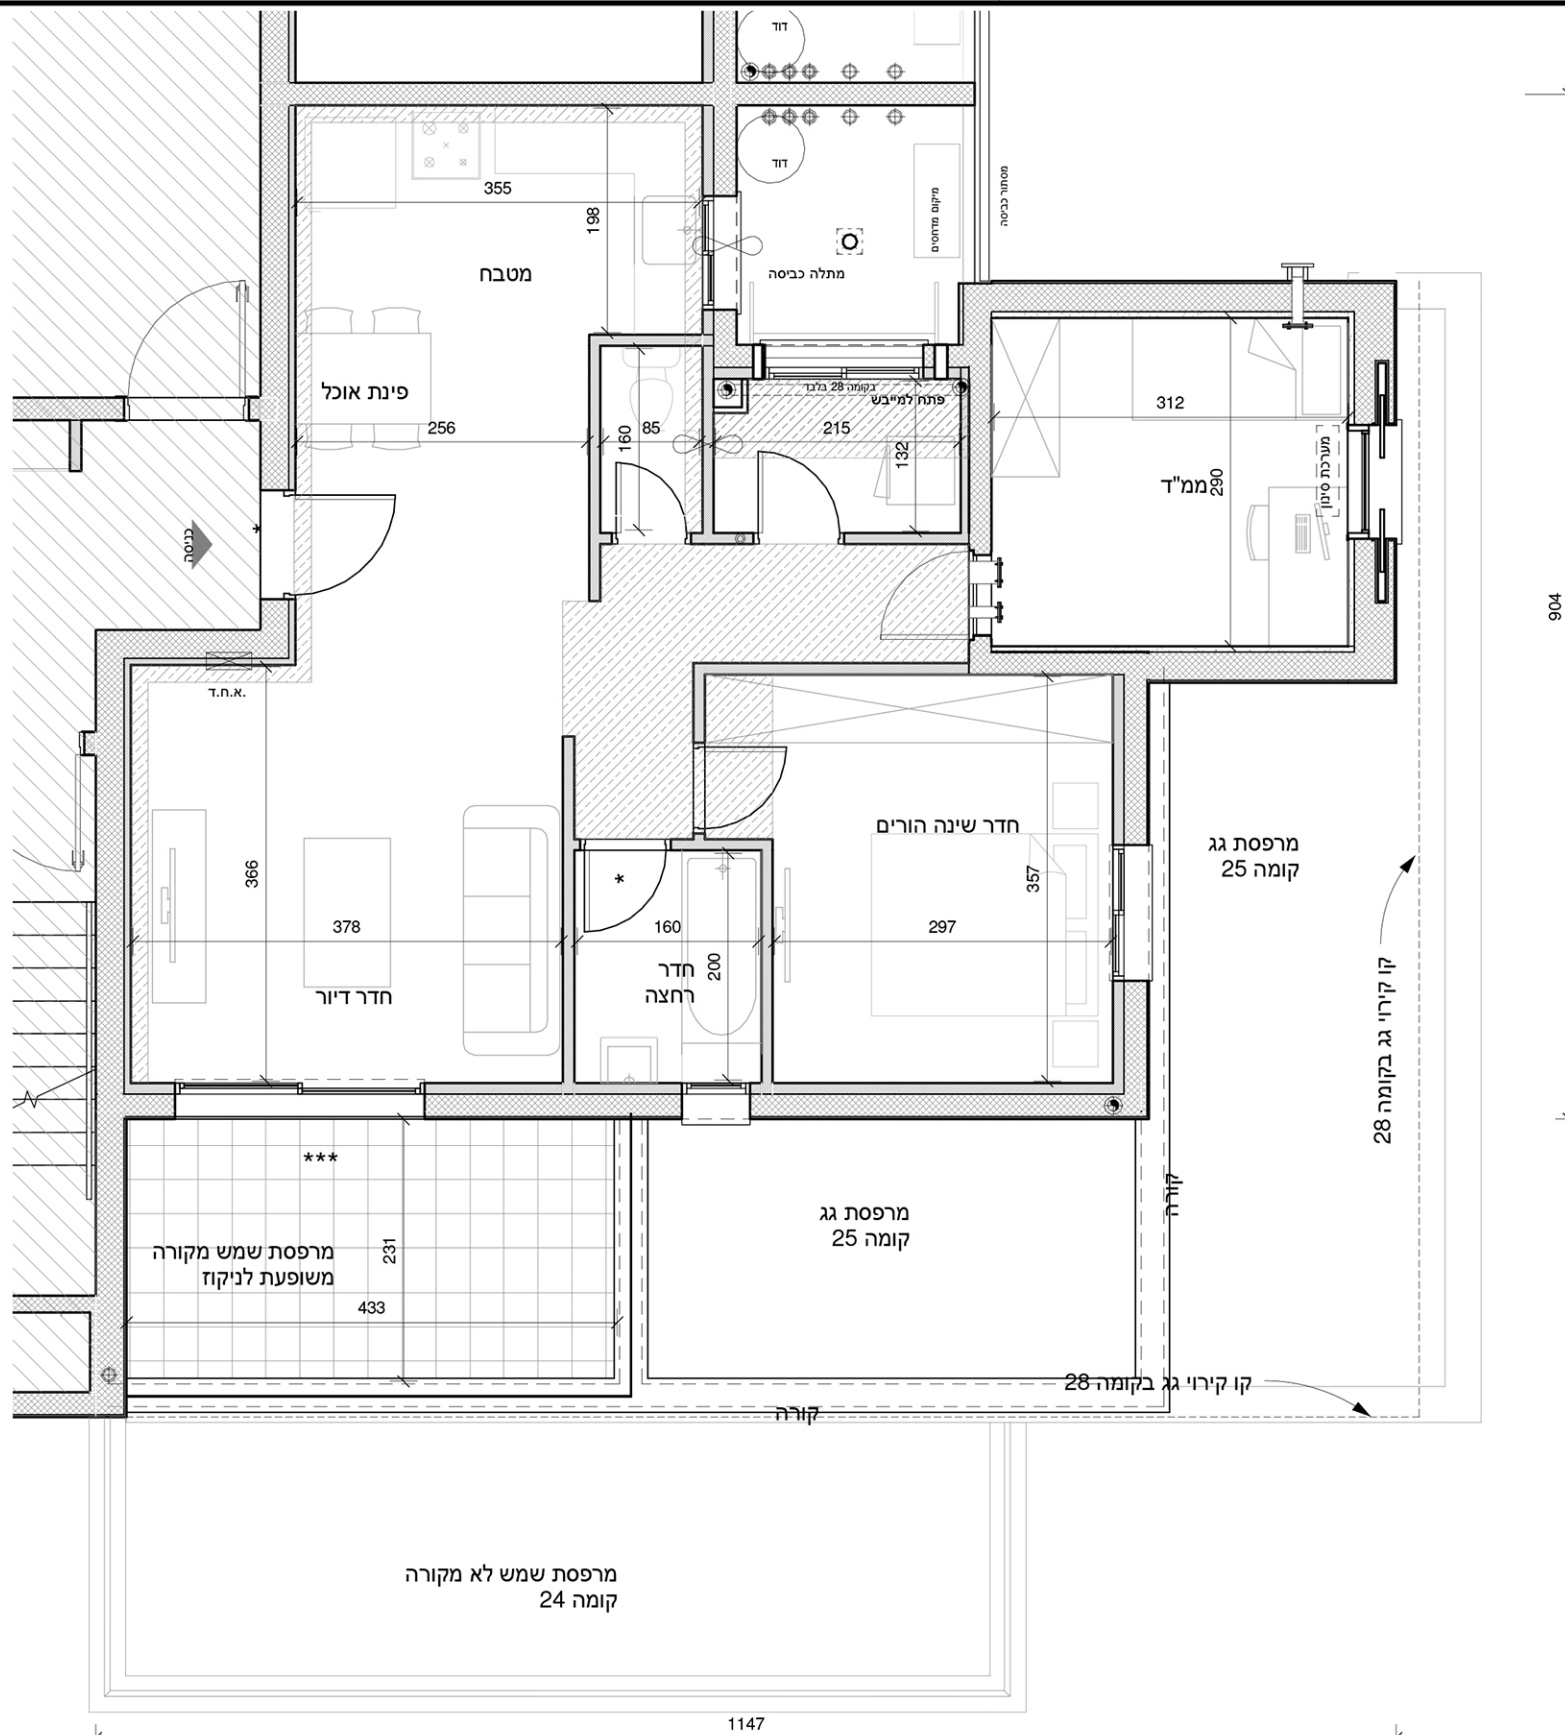 דוד
דוד
מיקום מדחסים
מסתור כביסה
355
198
מטבח
מתלה כביסה
פינת אוכל
256
160
85
בקומה 28 בלבד
פתח למייבש
215
132
312
290
ממ"ד
מערכת סינון
כניסה
*
904
א.ח.ד.
366
378
חדר דיור
*
160
200
חדר
רחצה
חדר שינה הורים
357
297
מרפסת גג
קומה 25
קו קירוי גג בקומה 28
***
מרפסת שמש מקורה
משופעת לניקוז
231
433
מרפסת גג
קומה 25
קורה
קו קירוי גג בקומה 28
קורה
מרפסת שמש לא מקורה
קומה 24
1147